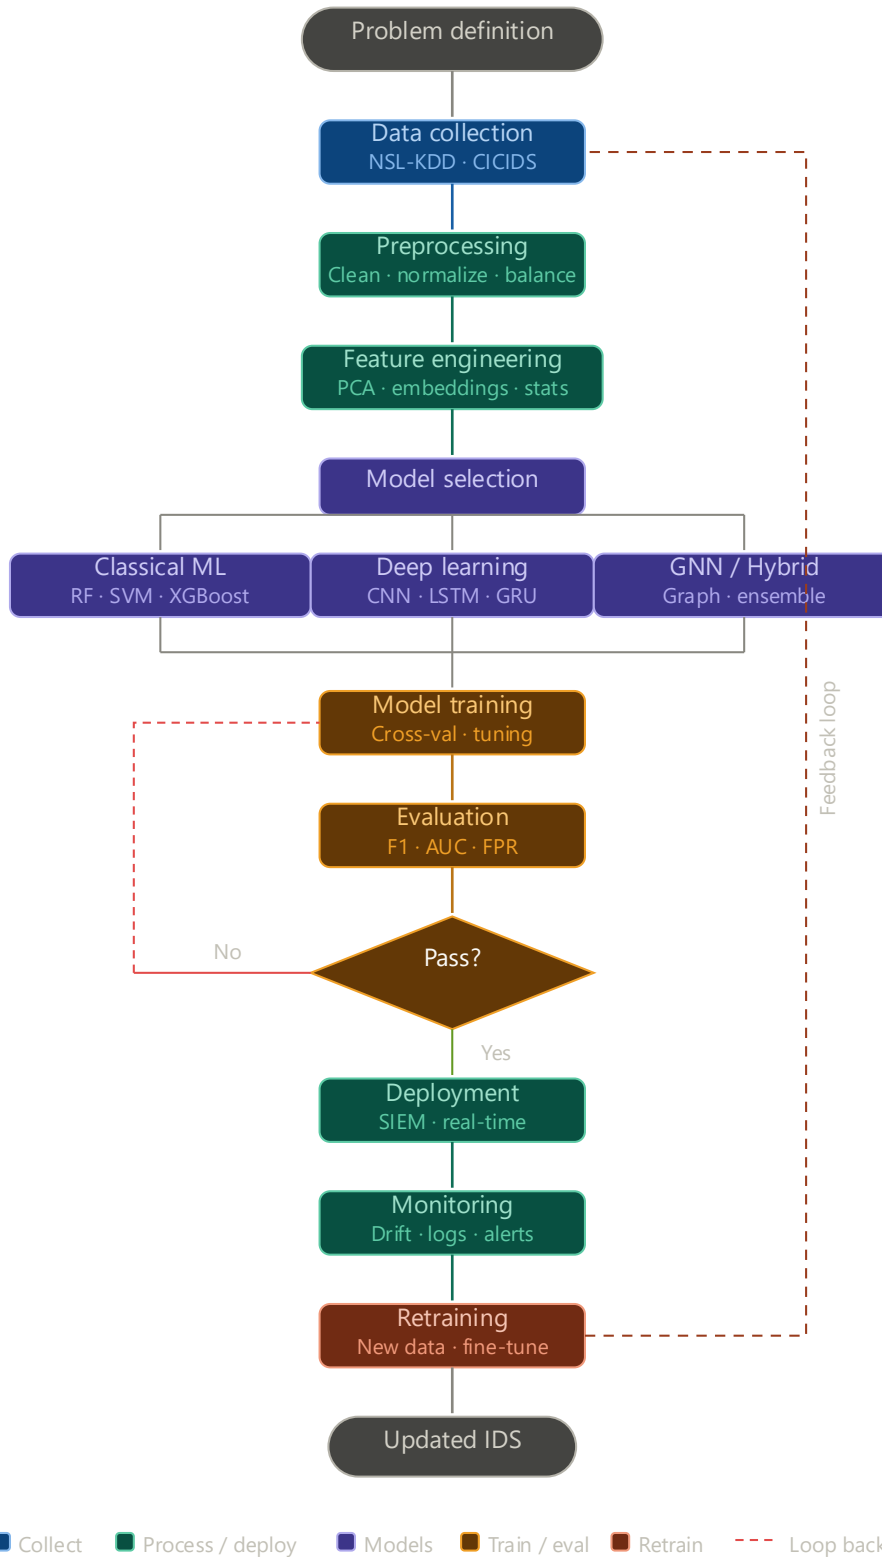 Problem definition
Data collection
NSL-KDD · CICIDS
Preprocessing
Clean · normalize · balance
Feature engineering
PCA · embeddings · stats
Model selection
Classical ML
RF · SVM · XGBoost
Deep learning
CNN · LSTM · GRU
GNN / Hybrid
Graph · ensemble
Feedback loop
Model training
Cross-val · tuning
Evaluation
F1 · AUC · FPR
Pass?
No
Yes
Deployment
SIEM · real-time
Monitoring
Drift · logs · alerts
Retraining
New data · fine-tune
Updated IDS
Collect
Process / deploy
Models
Train / eval
Retrain
Loop back